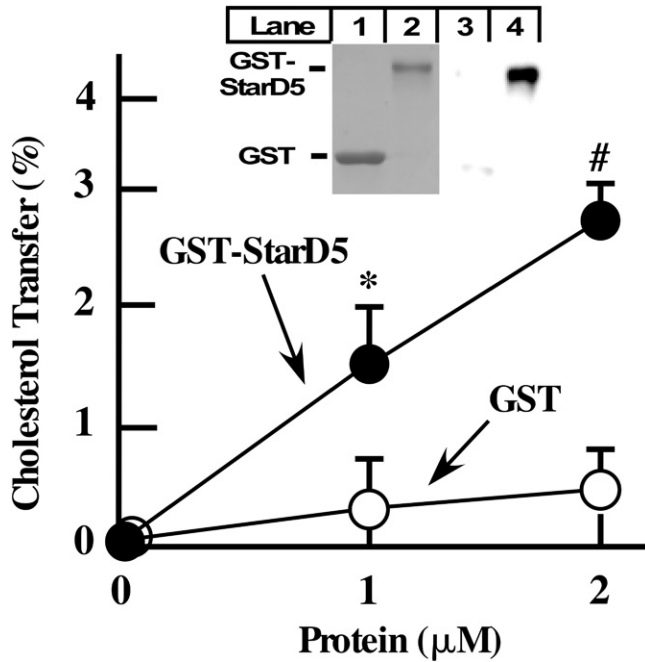 Lane 1 2 3 4
GST-
StarD5
GST
4
3
2
1
0
Cholesterol Transfer (%)
GST-StarD5
*
#
GST
0 1 2
Protein (μM)